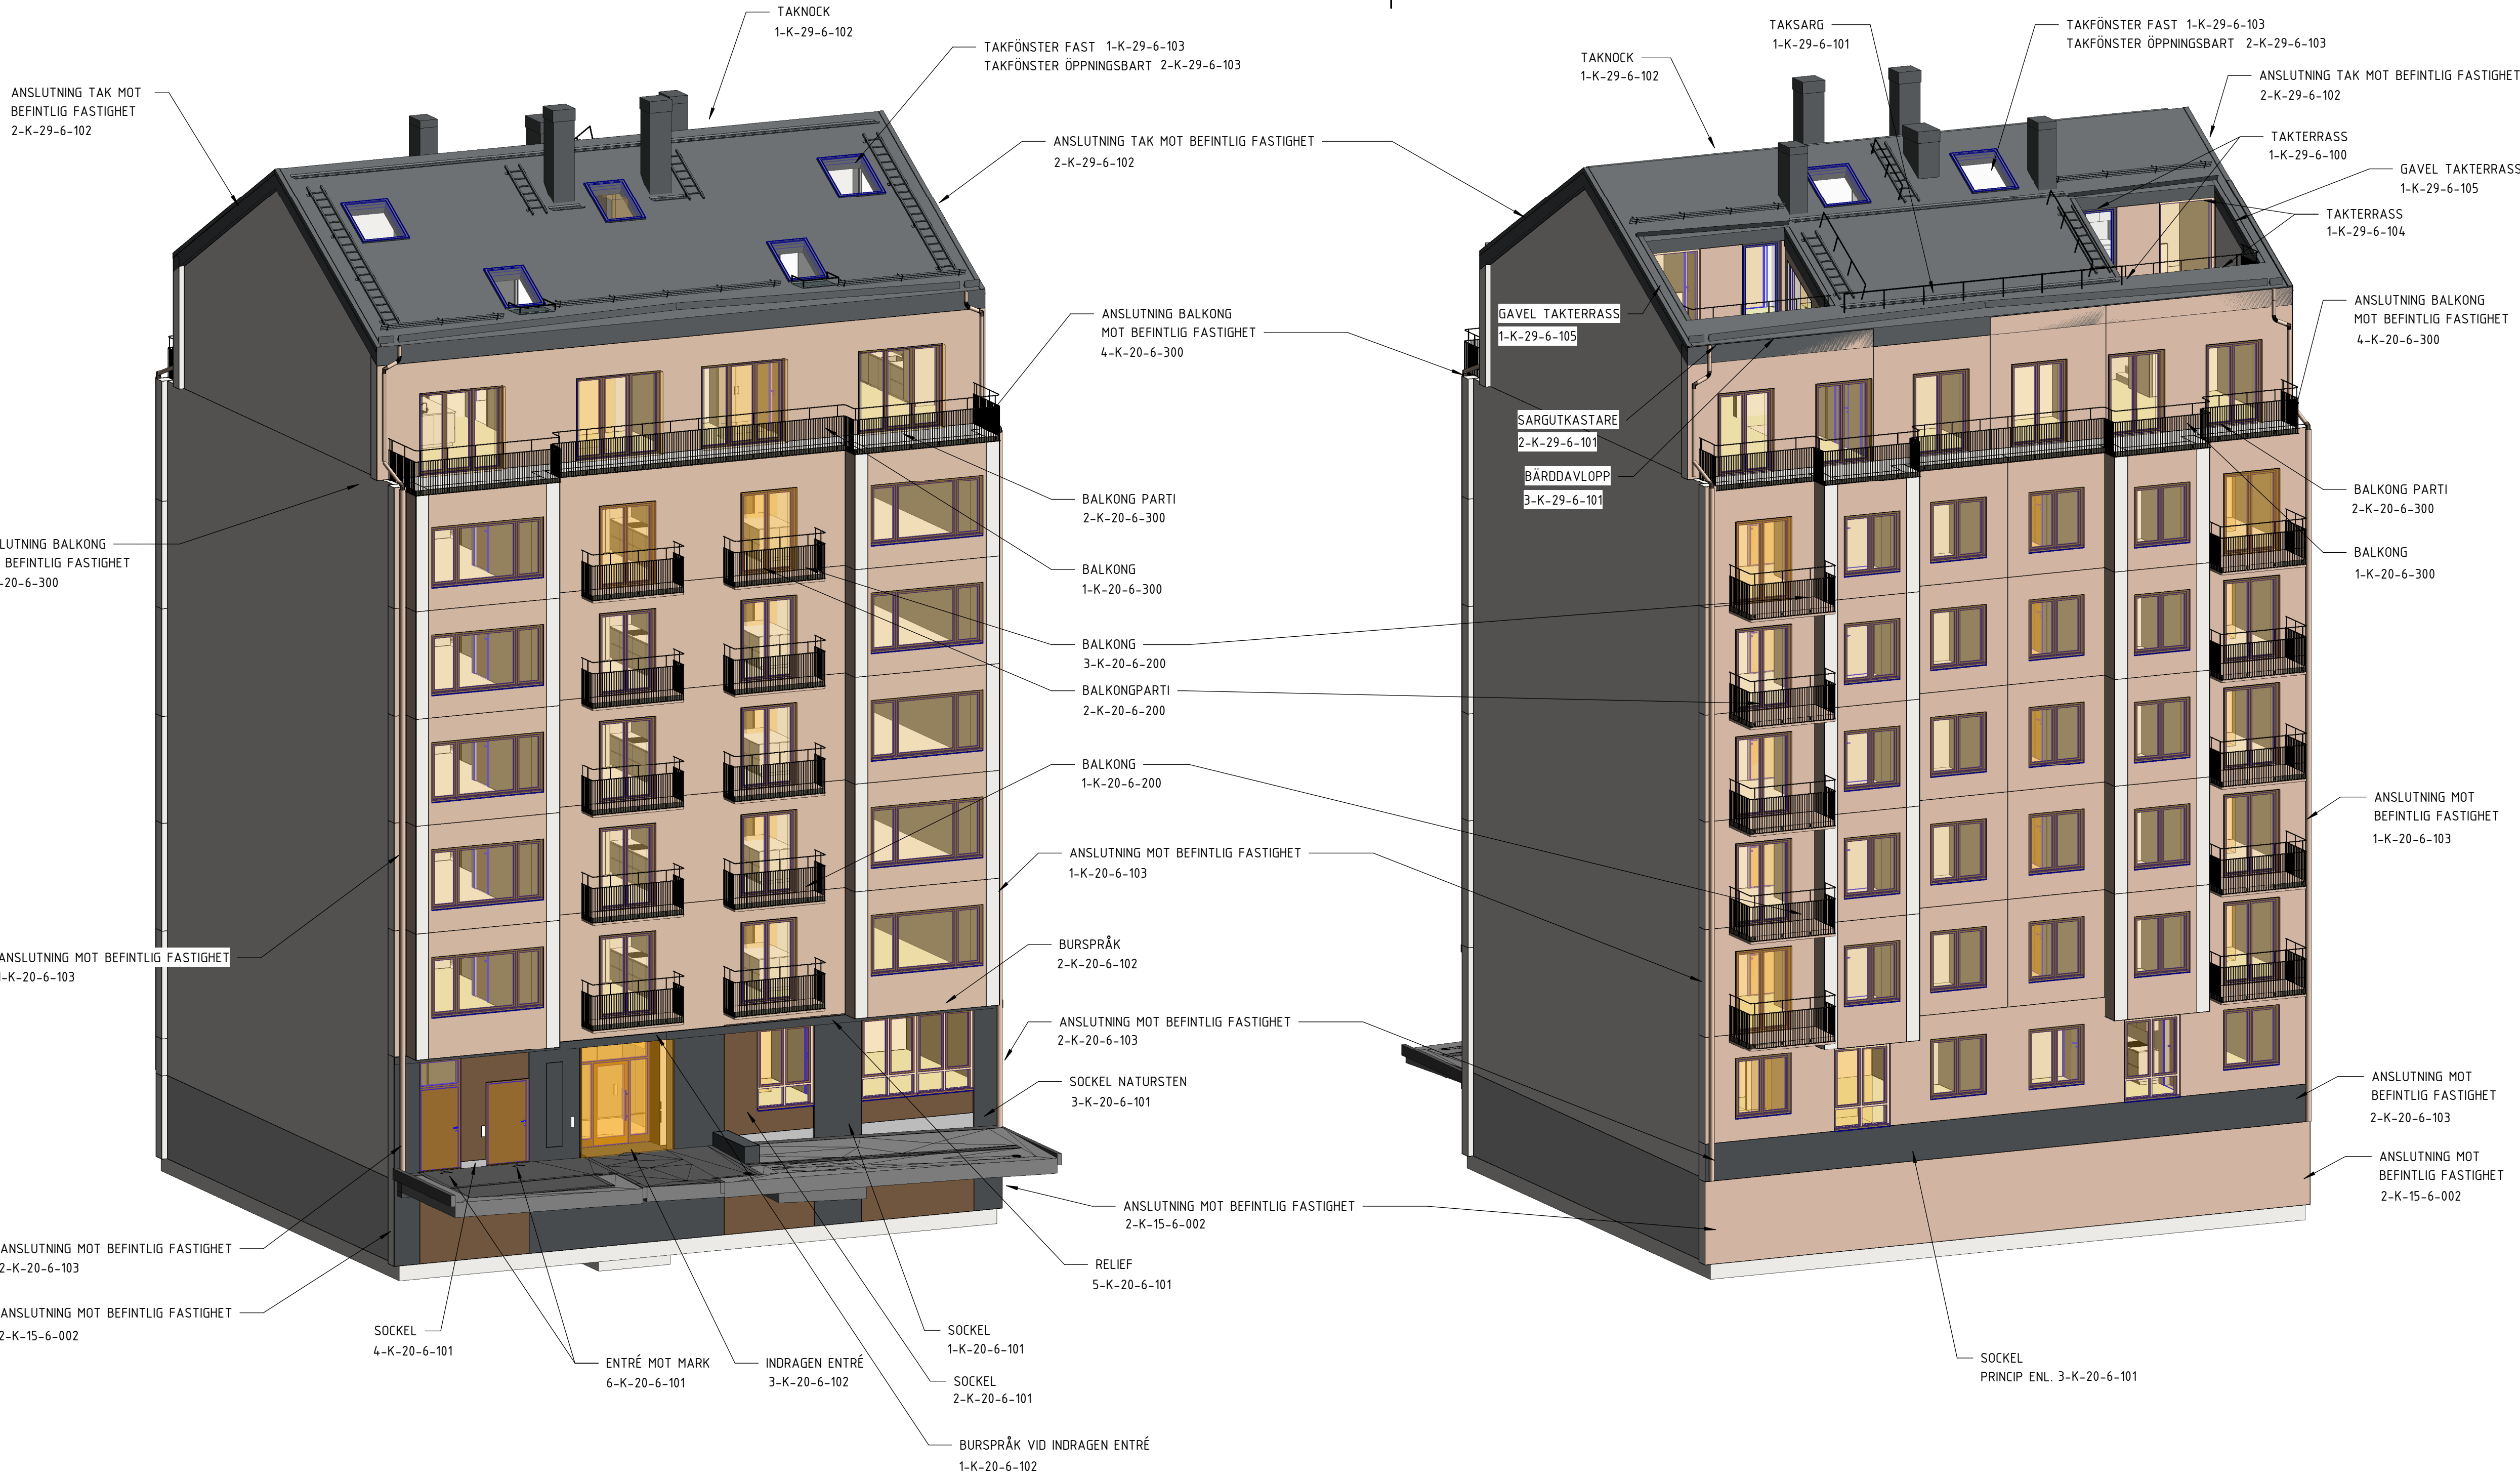 TAKNOCK
1-K-29-6-102
TAKFÖNSTER FAST 1-K-29-6-103
TAKFÖNSTER ÖPPNINGSBART 2-K-29-6-103
ANSLUTNING TAK MOT
BEFINTLIG FASTIGHET
2-K-29-6-102
ANSLUTNING TAK MOT BEFINTLIG FASTIGHET
2-K-29-6-102
ANSLUTNING BALKONG
MOT BEFINTLIG FASTIGHET
4-K-20-6-300
BALKONG PARTI
2-K-20-6-300
LUTNING BALKONG
BEFINTLIG FASTIGHET
-20-6-300
BALKONG
1-K-20-6-300
BALKONG
3-K-20-6-200
BALKONGPARTI
2-K-20-6-200
BALKONG
1-K-20-6-200
ANSLUTNING MOT BEFINTLIG FASTIGHET
1-K-20-6-103
ANSLUTNING MOT BEFINTLIG FASTIGHET
1-K-20-6-103
BURSPRÅK
2-K-20-6-102
ANSLUTNING MOT BEFINTLIG FASTIGHET
2-K-20-6-103
SOCKEL NATURSTEN
3-K-20-6-101
ANSLUTNING MOT BEFINTLIG FASTIGHET
2-K-15-6-002
ANSLUTNING MOT BEFINTLIG FASTIGHET
2-K-20-6-103
RELIEF
5-K-20-6-101
ANSLUTNING MOT BEFINTLIG FASTIGHET
2-K-15-6-002
SOCKEL
4-K-20-6-101
ENTRÉ MOT MARK
6-K-20-6-101
INDRAGEN ENTRÉ
3-K-20-6-102
SOCKEL
1-K-20-6-101
SOCKEL
2-K-20-6-101
BURSPRÅK VID INDRAGEN ENTRÉ
1-K-20-6-102
TAKSARG
1-K-29-6-101
TAKFÖNSTER FAST 1-K-29-6-103
TAKFÖNSTER ÖPPNINGSBART 2-K-29-6-103
TAKNOCK
1-K-29-6-102
ANSLUTNING TAK MOT BEFINTLIG FASTIGHET
2-K-29-6-102
TAKTERRASS
1-K-29-6-100
GAVEL TAKTERRASS
1-K-29-6-105
TAKTERRASS
1-K-29-6-104
GAVEL TAKTERRASS
1-K-29-6-105
ANSLUTNING BALKONG
MOT BEFINTLIG FASTIGHET
4-K-20-6-300
SARGUTKASTARE
2-K-29-6-101
BÄRDDAVLOPP
3-K-29-6-101
BALKONG PARTI
2-K-20-6-300
BALKONG
1-K-20-6-300
ANSLUTNING MOT
BEFINTLIG FASTIGHET
1-K-20-6-103
ANSLUTNING MOT
BEFINTLIG FASTIGHET
2-K-20-6-103
ANSLUTNING MOT
BEFINTLIG FASTIGHET
2-K-15-6-002
SOCKEL
PRINCIP ENL. 3-K-20-6-101